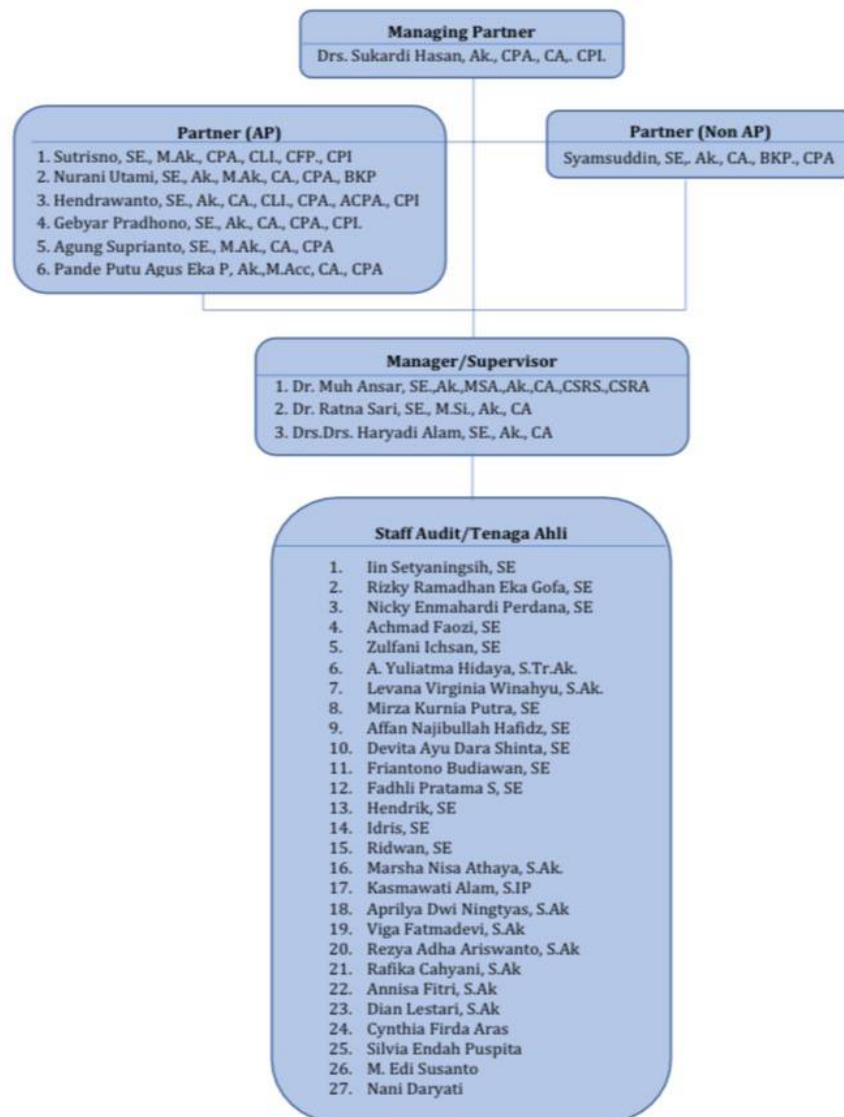 Managing Partner
Drs. Sukardi Hasan, Ak., CPA., CA,. CPI.
Partner (AP)
1. Sutrisno, SE., M.Ak., CPA., CLI., CFP., CPI
2. Nurani Utami, SE., Ak., M.Ak., CA., CPA., BKP
3. Hendrawanto, SE., Ak., CA., CLI., CPA., ACPA., CPI
4. Gebyar Pradhono, SE., Ak., CA., CPA., CPI.
5. Agung Suprianto, SE., M.Ak., CA., CPA
6. Pande Putu Agus Eka P, Ak.,M.Acc, CA., CPA
Partner (Non AP)
Syamsuddin, SE,. Ak., CA., BKP., CPA
Manager/Supervisor
1. Dr. Muh Ansar, SE.,Ak.,MSA.,Ak.,CA.,CSRS.,CSRA
2. Dr. Ratna Sari, SE., M.Si., Ak., CA
3. Drs.Drs. Haryadi Alam, SE., Ak., CA
Staff Audit/Tenaga Ahli
1. Iin Setyaningsih, SE
2. Rizky Ramadhan Eka Gofa, SE
3. Nicky Enmahardi Perdana, SE
4. Achmad Faozi, SE
5. Zulfani Ichsan, SE
6. A. Yuliatma Hidaya, S.Tr.Ak.
7. Levana Virginia Winahyu, S.Ak.
8. Mirza Kurnia Putra, SE
9. Affan Najibullah Hafidz, SE
10. Devita Ayu Dara Shinta, SE
11. Friantono Budiawan, SE
12. Fadhli Pratama S, SE
13. Hendrik, SE
14. Idris, SE
15. Ridwan, SE
16. Marsha Nisa Athaya, S.Ak.
17. Kasmawati Alam, S.IP
18. Aprilya Dwi Ningtyas, S.Ak
19. Viga Fatmadevi, S.Ak
20. Rezya Adha Ariswanto, S.Ak
21. Rafika Cahyani, S.Ak
22. Annisa Fitri, S.Ak
23. Dian Lestari, S.Ak
24. Cynthia Firda Aras
25. Silvia Endah Puspita
26. M. Edi Susanto
27. Nani Daryati